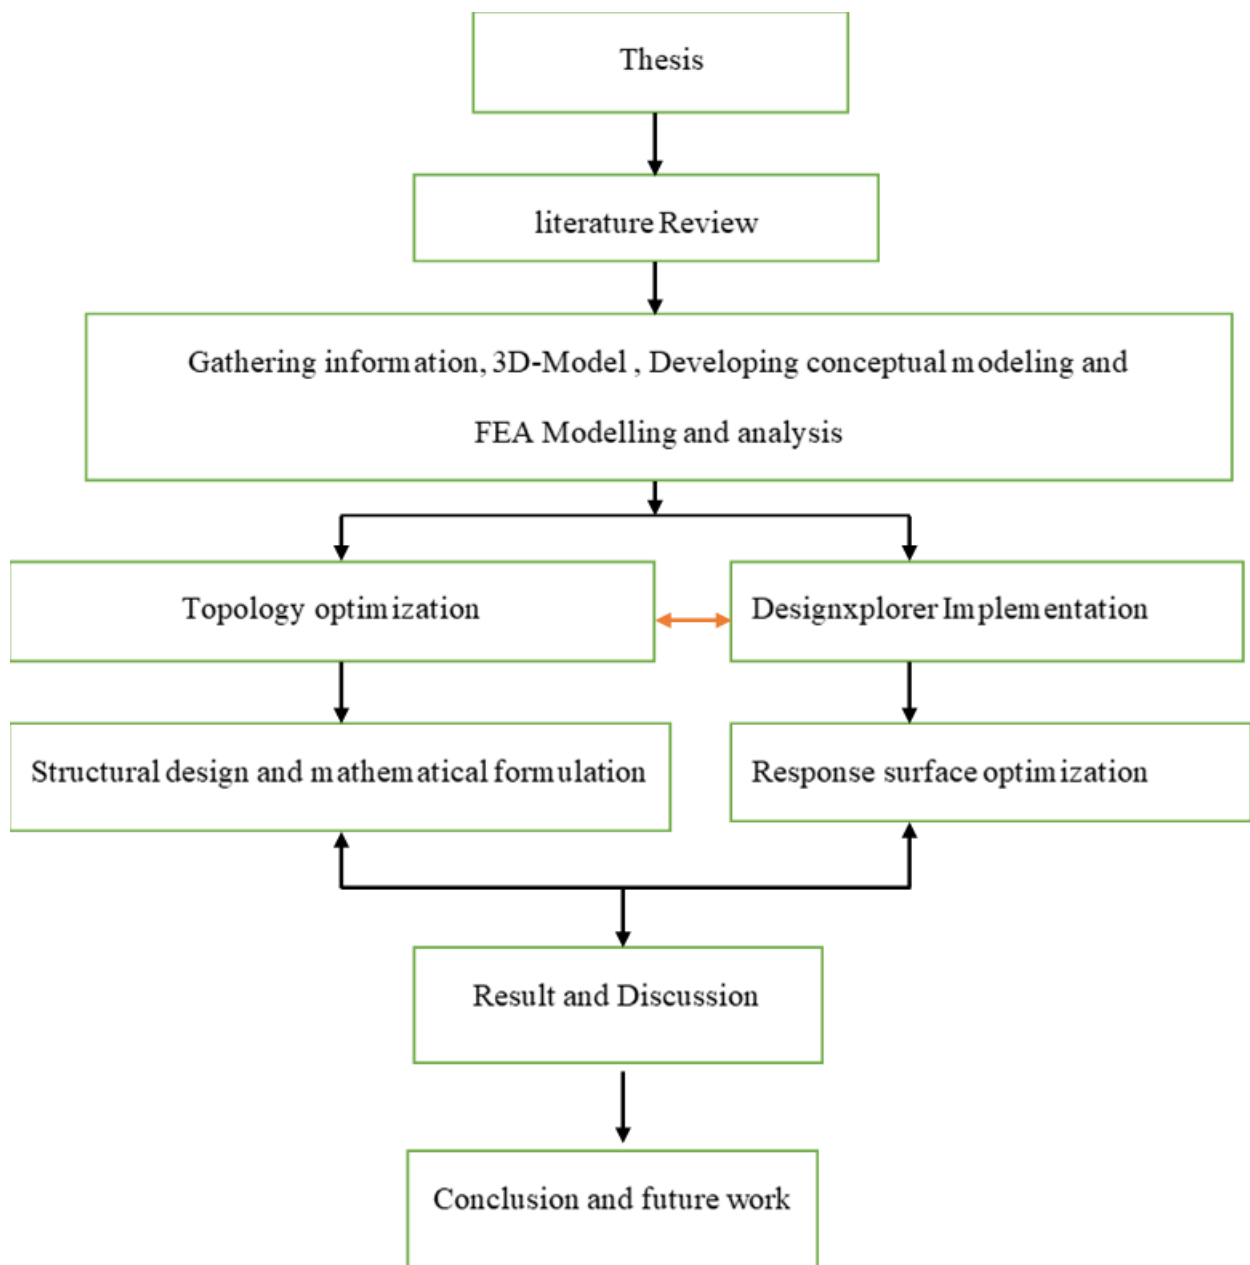 Thesis
literature Review
Gathering information, 3D-Model , Developing conceptual modeling and
FEA Modelling and analysis
Topology optimization
Designxplorer Implementation
Structural design and mathematical formulation
Response surface optimization
Result and Discussion
Conclusion and future work